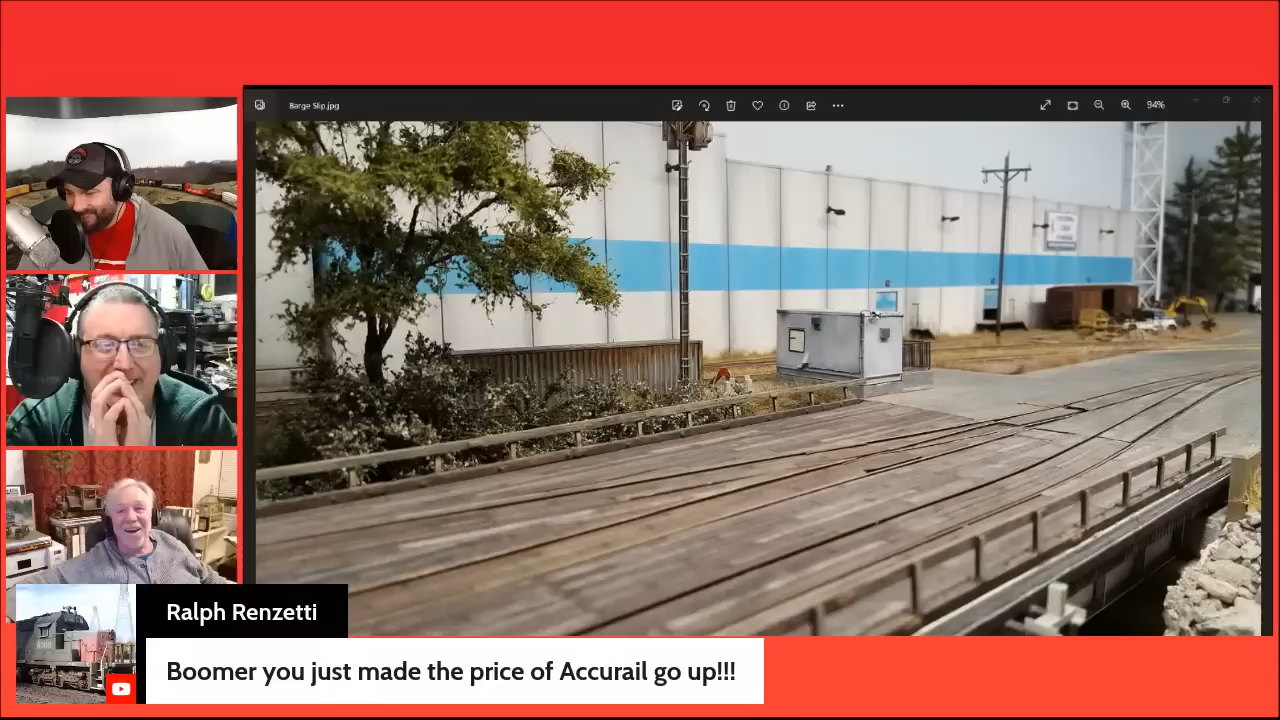 Barge Slip.jpg
94%
Ralph Renzetti
Boomer you just made the price of Accurail go up!!!